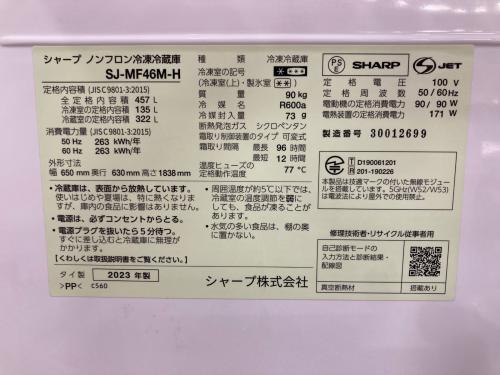 シャープ ノンフロン冷凍冷蔵庫
SJ-MF46M-H
定格内容積 (JIS C 9801-3:2015)
全定格内容積 457 L
冷凍室の定格内容積 135 L
冷蔵室の定格内容積 322 L
消費電力量 (JIS C 9801-3:2015)
50 Hz 263 kWh/年
60 Hz 263 kWh/年
外形寸法
幅 650 mm 奥行 630 mm 高さ 1838 mm
種類 冷凍冷蔵庫
冷凍室の記号
冷凍室(上)・製氷室
質量 90 kg
冷媒 R600a
冷媒封入量 73 g
断熱発泡ガス シクロペンタン
霜取り制御装置のタイプ 可変式
霜取り間隔 最長 96 時間
最短 12 時間
温度ヒューズの
定格動作温度 77 ℃
PS
E
SHARP
S JET
定格電圧 100 V
定格周波数 50/60 Hz
電動機の定格消費電力 90/ 90 W
電熱装置の定格消費電力 171 W
製造番号 30012699
R
T D190061201
201-190226
本製品は技適マークの付いた無線モジュール
を搭載しています。5GHz(W52/W53)
は電波法により屋外での使用禁止。
・冷蔵庫は、表面から放熱しています。
使いはじめや夏場は、特に熱くなりま
すが、庫内の食品に影響はありません。
・電源は、必ずコンセントからとる。
・電源プラグを抜いたら5分待つ。
すぐに差し込むと冷蔵庫に無理が
かかります。
【くわしくは取扱説明書をご覧ください。】
・周囲温度が約5℃以下では、
冷蔵室の温度調節を弱にし
ても、食品が凍ることが
あります。
・水気の多い食品は、棚の奥
に置かない。
修理技術者・リサイクル従事者用
自己診断モードの
入力方法と診断結果・
配線図
真空断熱材 搭載あり
タイ製 2023 年製
>PP< C560
シャープ株式会社